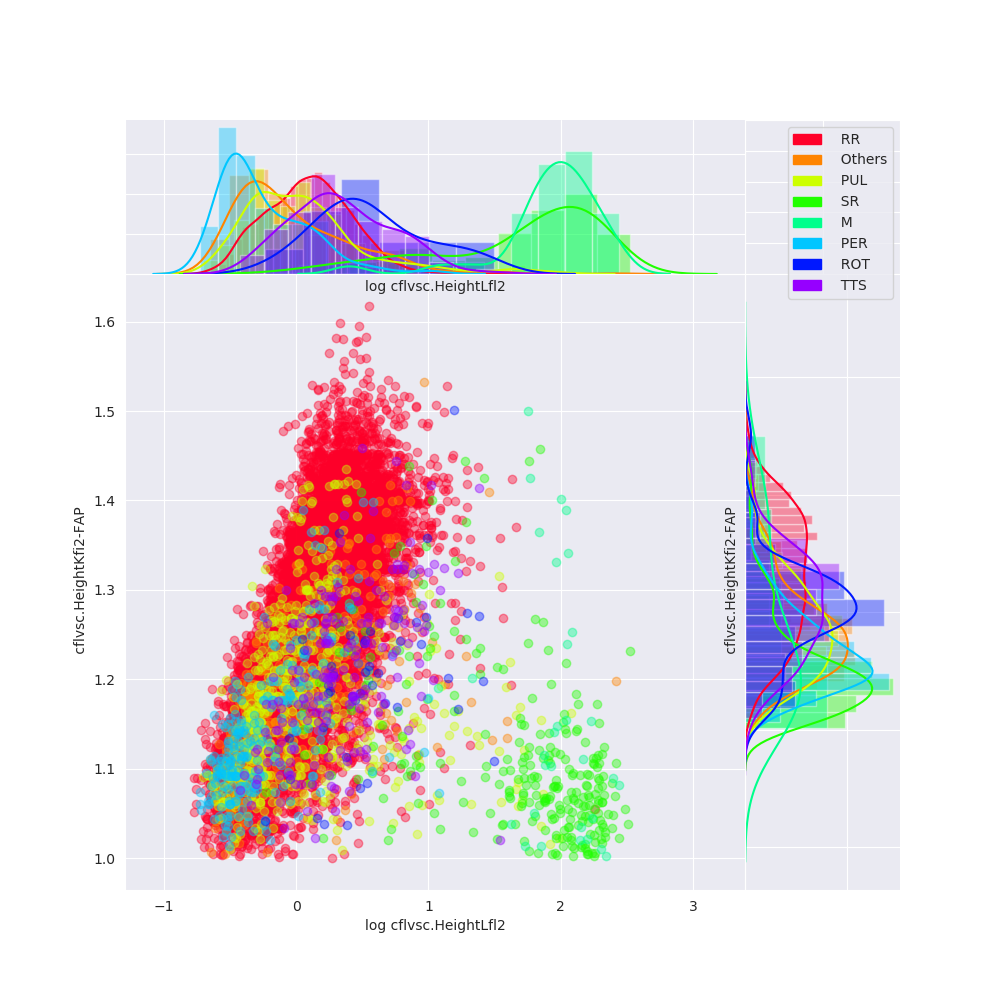 RR
Others
PUL
SR
M
PER
ROT
TTS
log cflvsc.HeightLfl2
1.6
1.5
1.4
1.3
1.2
1.1
1.0
cflvsc.HeightKfi2-FAP
cflvsc.HeightKfi2-FAP
−1
0
1
2
3
log cflvsc.HeightLfl2